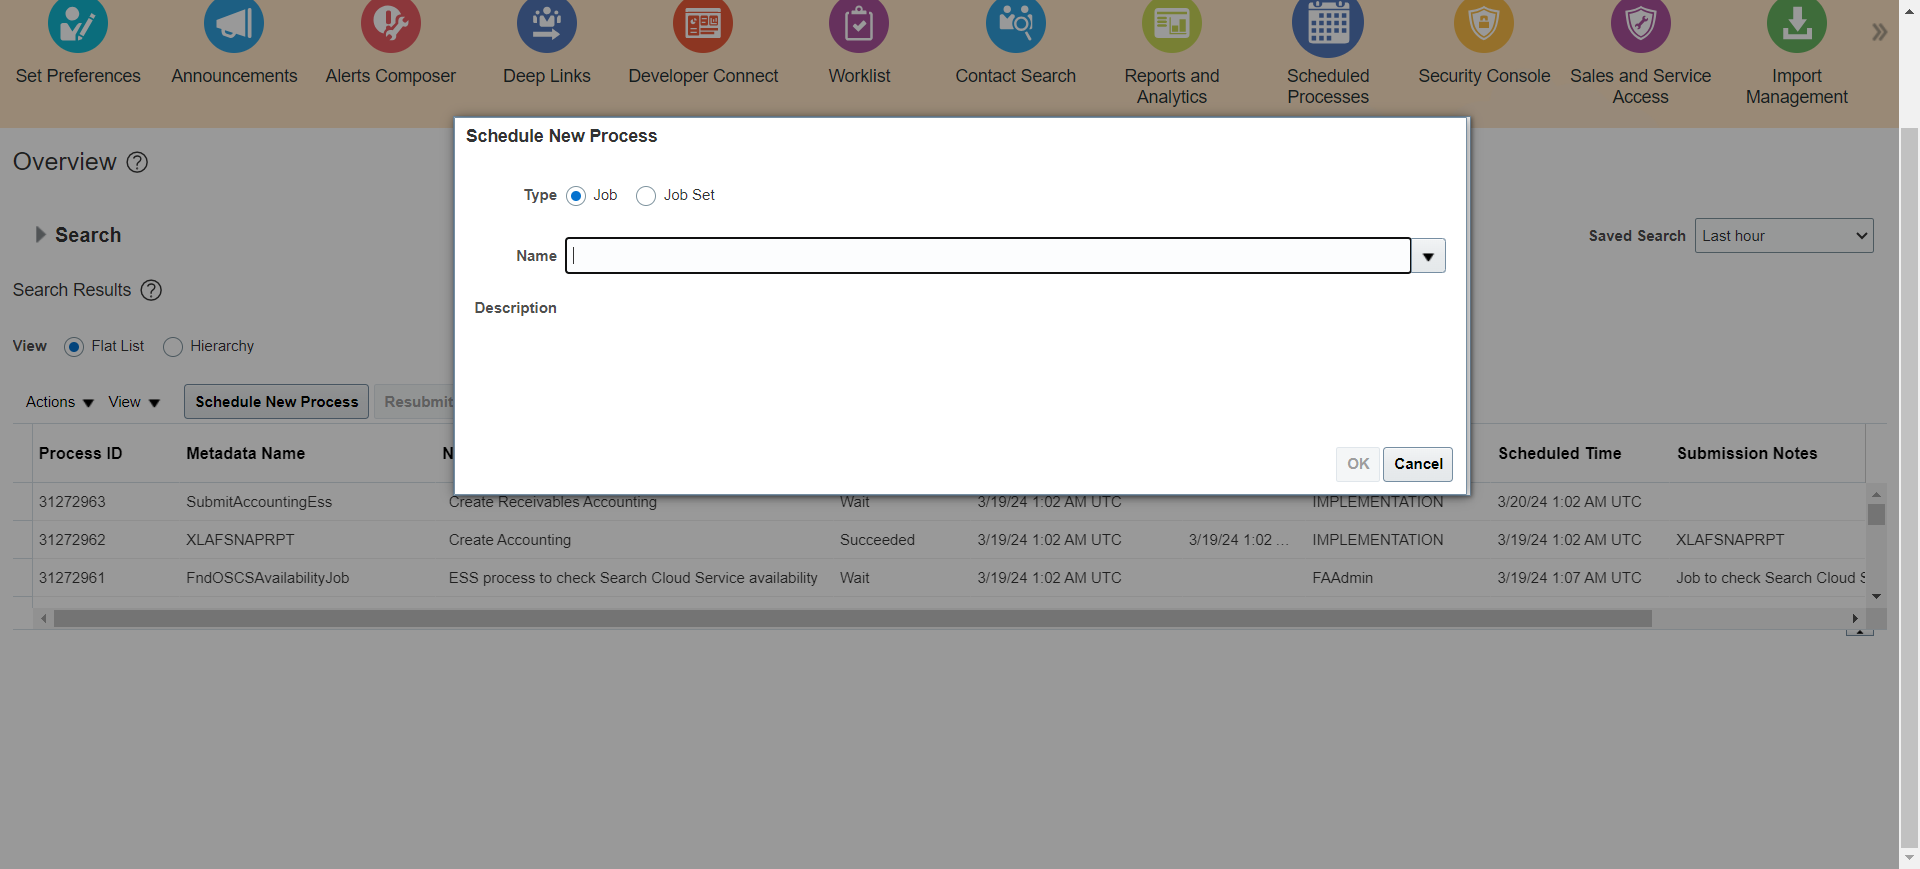 Set Preferences
Announcements
Alerts Composer
Deep Links
Developer Connect
Worklist
Contact Search
Reports and
Analytics
Scheduled
Processes
Security Console
Sales and Service
Access
Import
Management
Schedule New Process
Type Job Job Set
Name
Description
OK Cancel
Overview
Search
Saved Search Last hour
Search Results
View Flat List Hierarchy
Actions View Schedule New Process Resubmit
Process ID Metadata Name N Scheduled Time Submission Notes
31272963 SubmitAccountingEss Create Receivables Accounting Wait 3/19/24 1:02 AM UTC IMPLEMENTATION 3/20/24 1:02 AM UTC
31272962 XLAFSNAPRPT Create Accounting Succeeded 3/19/24 1:02 AM UTC 3/19/24 1:02 ... IMPLEMENTATION 3/19/24 1:02 AM UTC XLAFSNAPRPT
31272961 FndOSCSAvailabilityJob ESS process to check Search Cloud Service availability Wait 3/19/24 1:02 AM UTC FAAdmin 3/19/24 1:07 AM UTC Job to check Search Cloud S